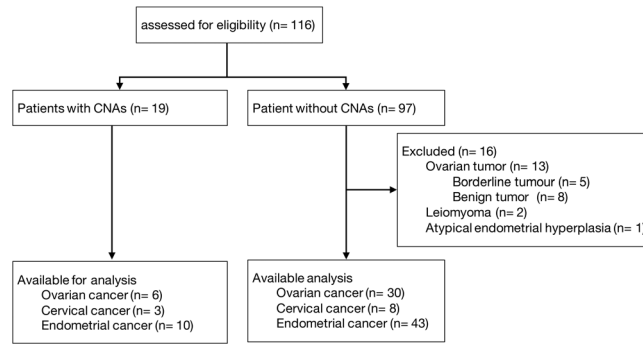 assessed for eligibility (n= 116)
Patients with CNAs (n= 19)
Patient without CNAs (n= 97)
Excluded (n= 16)
Ovarian tumor (n= 13)
Borderline tumour (n= 5)
Benign tumor (n= 8)
Leiomyoma (n= 2)
Atypical endometrial hyperplasia (n= 1)
Available for analysis
Ovarian cancer (n= 6)
Cervical cancer (n= 3)
Endometrial cancer (n= 10)
Available analysis
Ovarian cancer (n= 30)
Cervical cancer (n= 8)
Endometrial cancer (n= 43)